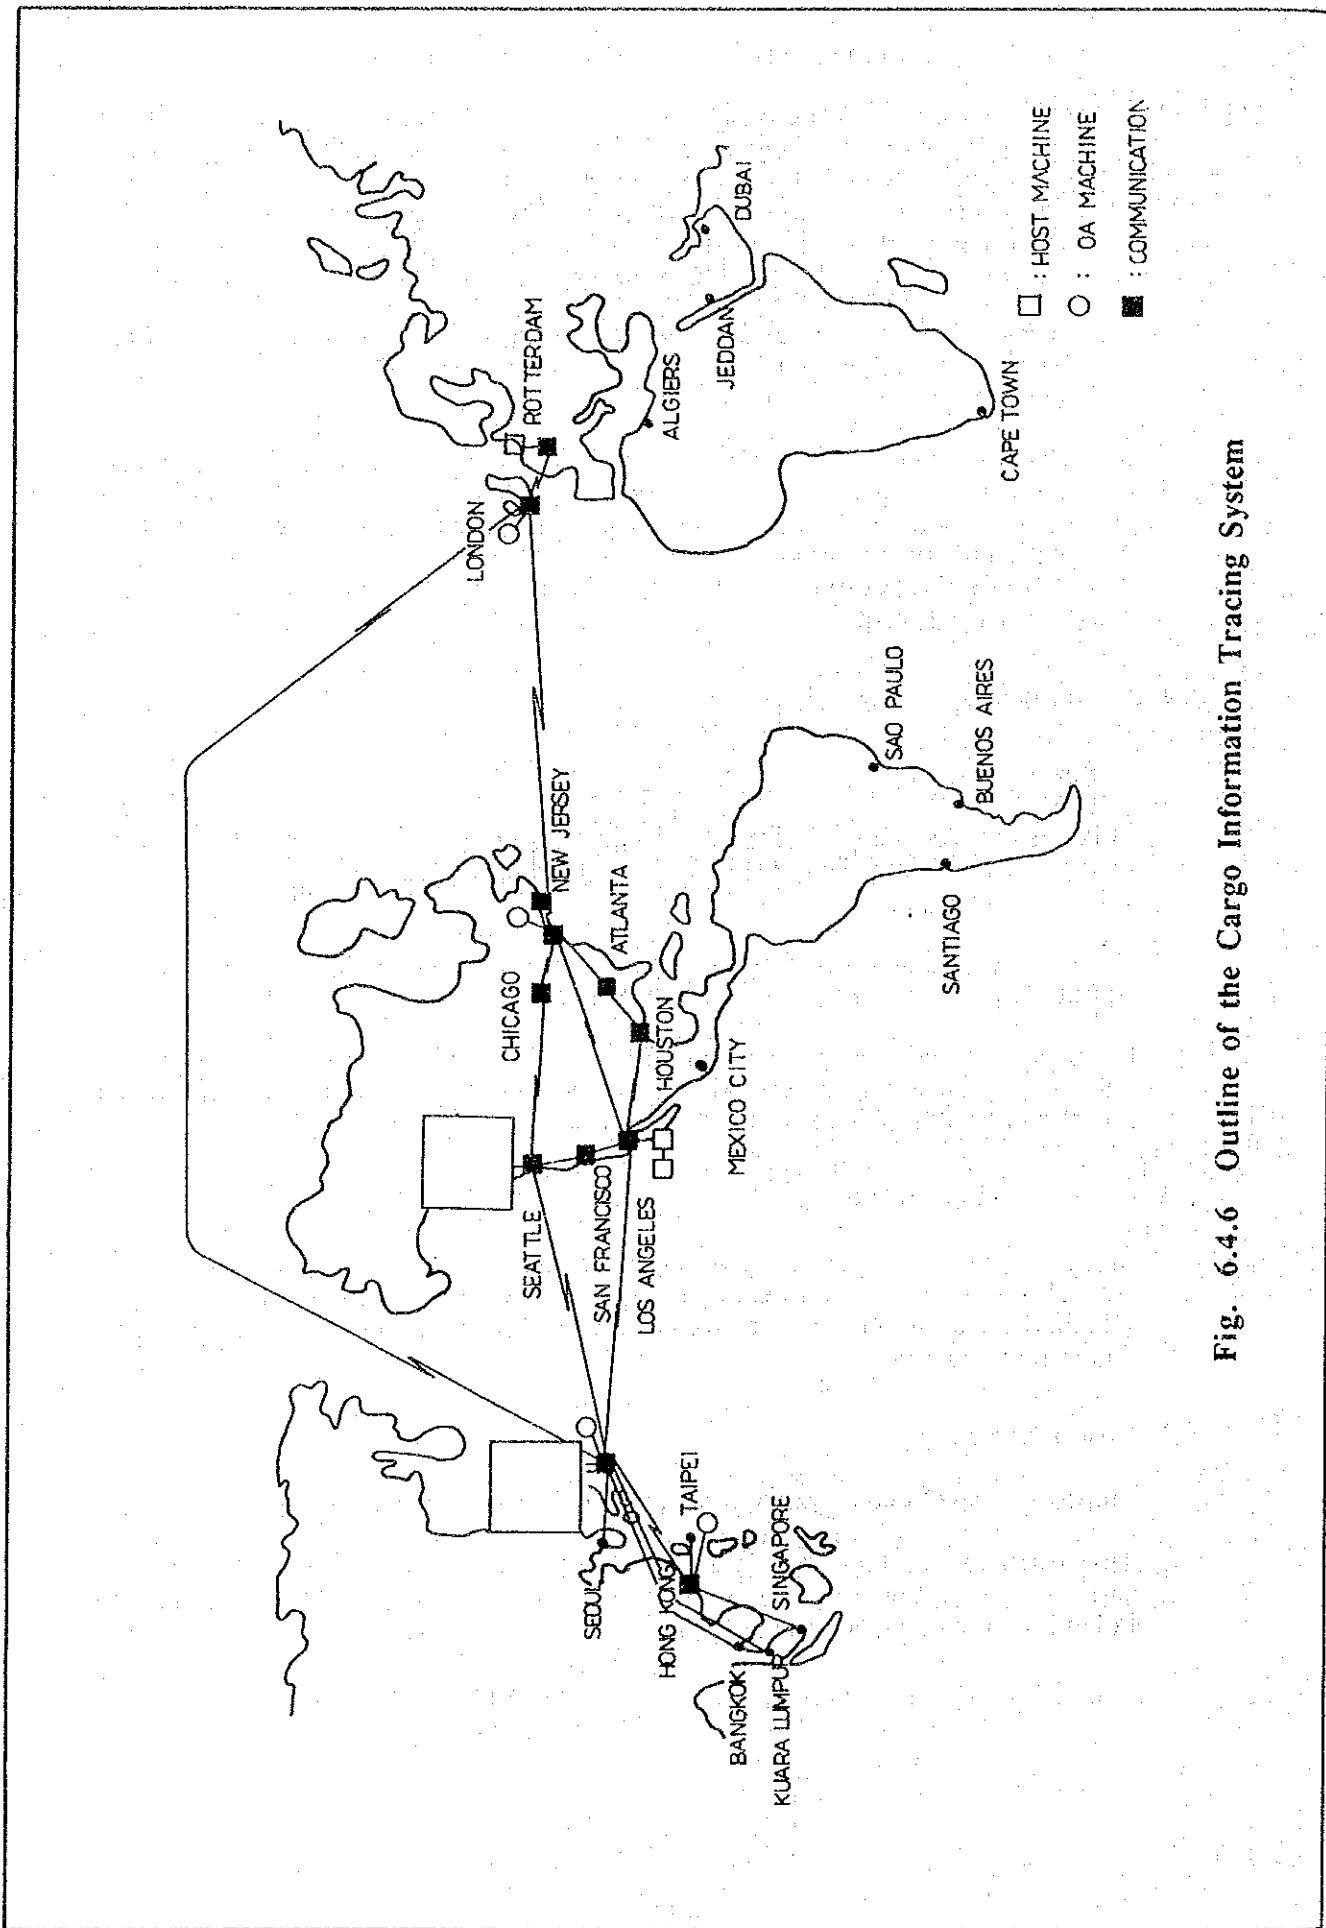 ROTTERDAM
LONDON
DUBAI
JEDDAN
ALGIERS
CAPE TOWN
NEW JERSEY
ATLANTA
CHICAGO
HOUSTON
SEATTLE
SAN FRANCISCO
LOS ANGELES
MEXICO CITY
SAO PAULO
BUENOS AIRES
SANTIAGO
SEOUL
TAIPEI
HONG KONG
SINGAPORE
BANGKOK
KUARA LUMPUR
: HOST MACHINE
: OA MACHINE
: COMMUNICATION
Fig. 6.4.6 Outline of the Cargo Information Tracing System